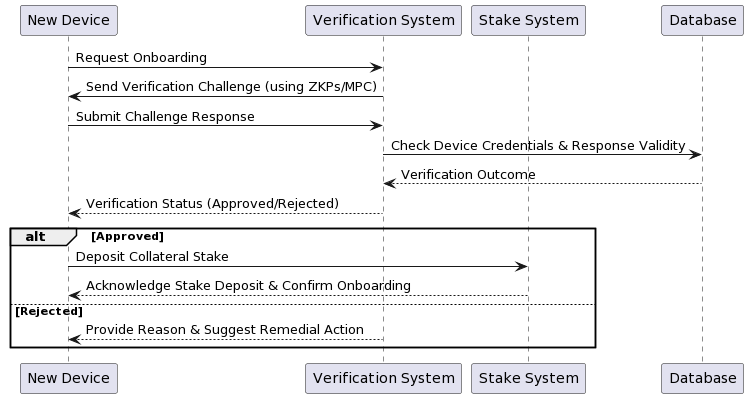 New Device Verification System Stake System Database
Request Onboarding
Send Verification Challenge (using ZKPs/MPC)
Submit Challenge Response
Check Device Credentials & Response Validity
Verification Outcome
Verification Status (Approved/Rejected)
alt [Approved]
Deposit Collateral Stake
Acknowledge Stake Deposit & Confirm Onboarding
[Rejected]
Provide Reason & Suggest Remedial Action
New Device Verification System Stake System Database